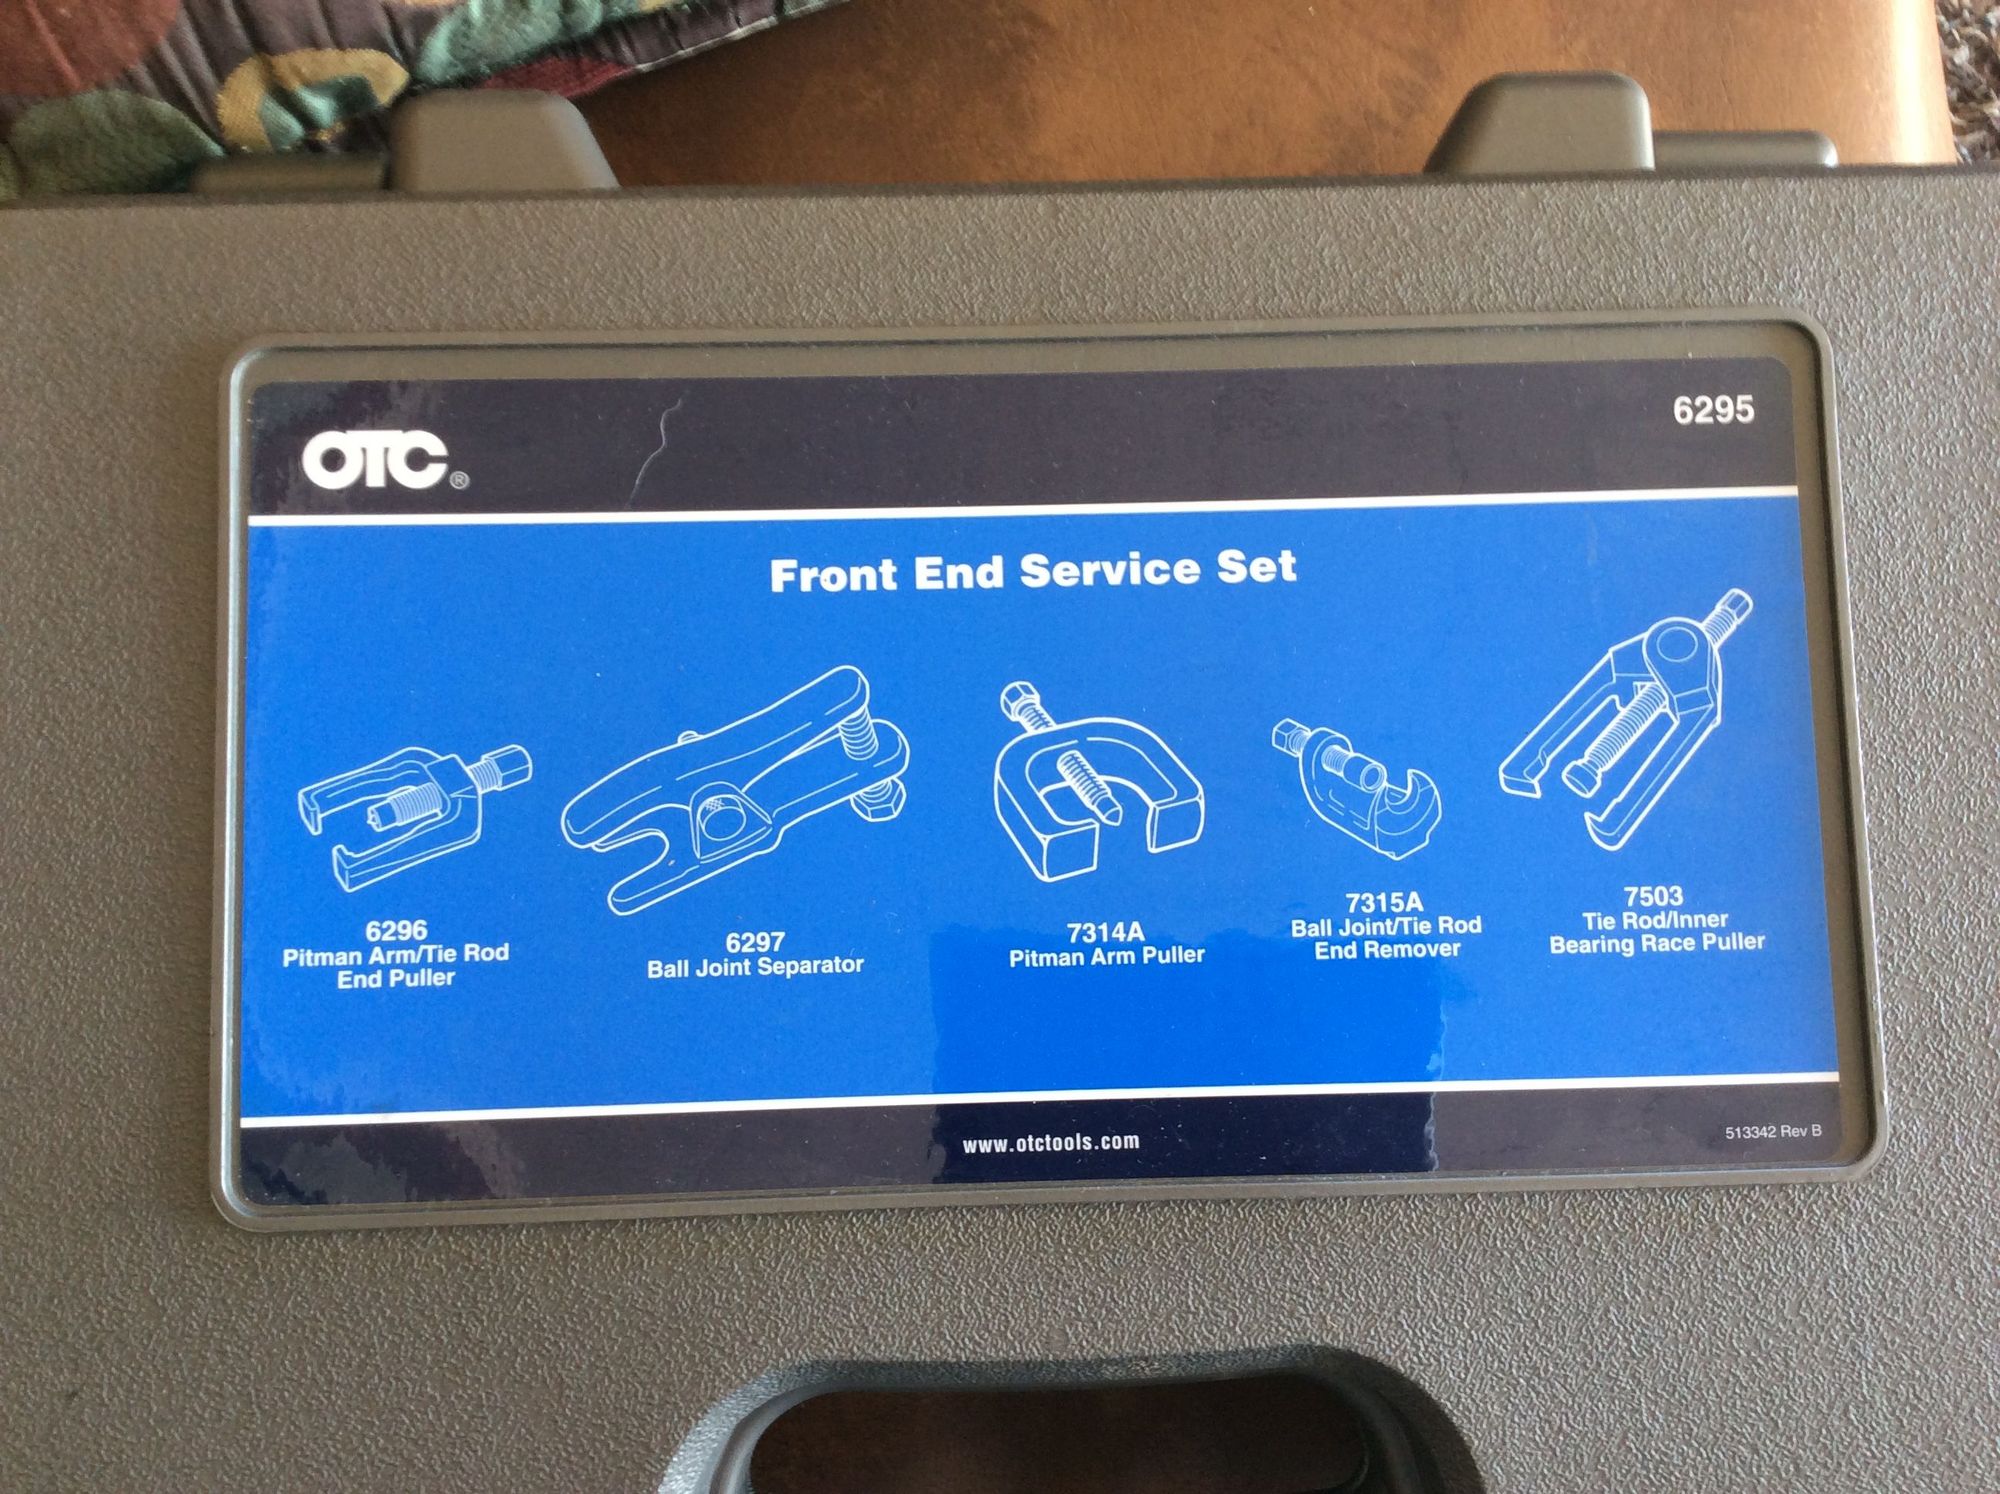 OTC®
6295
Front End Service Set
6296
Pitman Arm/Tie Rod
End Puller
6297
Ball Joint Separator
7314A
Pitman Arm Puller
7315A
Ball Joint/Tie Rod
End Remover
7503
Tie Rod/Inner
Bearing Race Puller
www.otctools.com
513342 Rev B